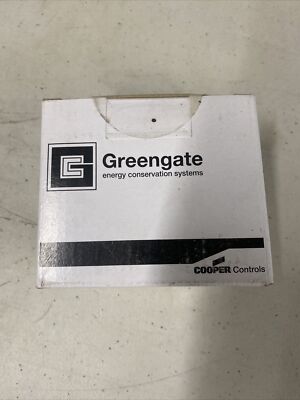 Greengate
energy conservation systems
COOPER Controls